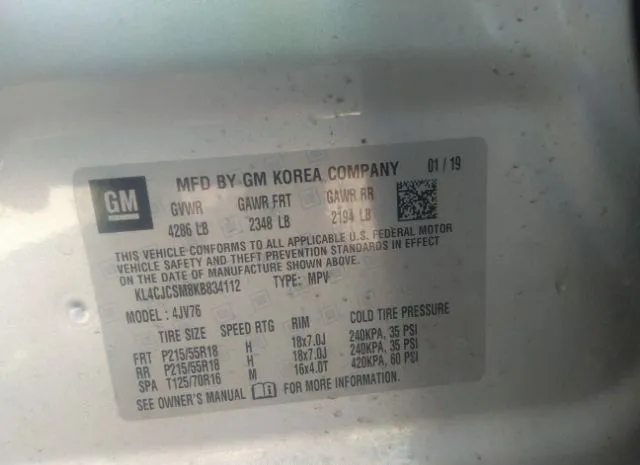 GM
MFD BY GM KOREA COMPANY 01/19
GVWR GAWR FRT GAWR RR
4286 LB 2348 LB 2194 LB
THIS VEHICLE CONFORMS TO ALL APPLICABLE U.S. FEDERAL MOTOR
VEHICLE SAFETY AND THEFT PREVENTION STANDARDS IN EFFECT
ON THE DATE OF MANUFACTURE SHOWN ABOVE.
KL4CJCSM8KB834112 TYPE: MPV
MODEL: 4JV76
TIRE SIZE SPEED RTG RIM COLD TIRE PRESSURE
FRT P215/55R18 H 18x7.0J 240KPA, 35 PSI
RR P215/55R18 H 18x7.0J 240KPA, 35 PSI
SPA T125/70R16 M 16x4.0T 420KPA, 60 PSI
SEE OWNER'S MANUAL FOR MORE INFORMATION.